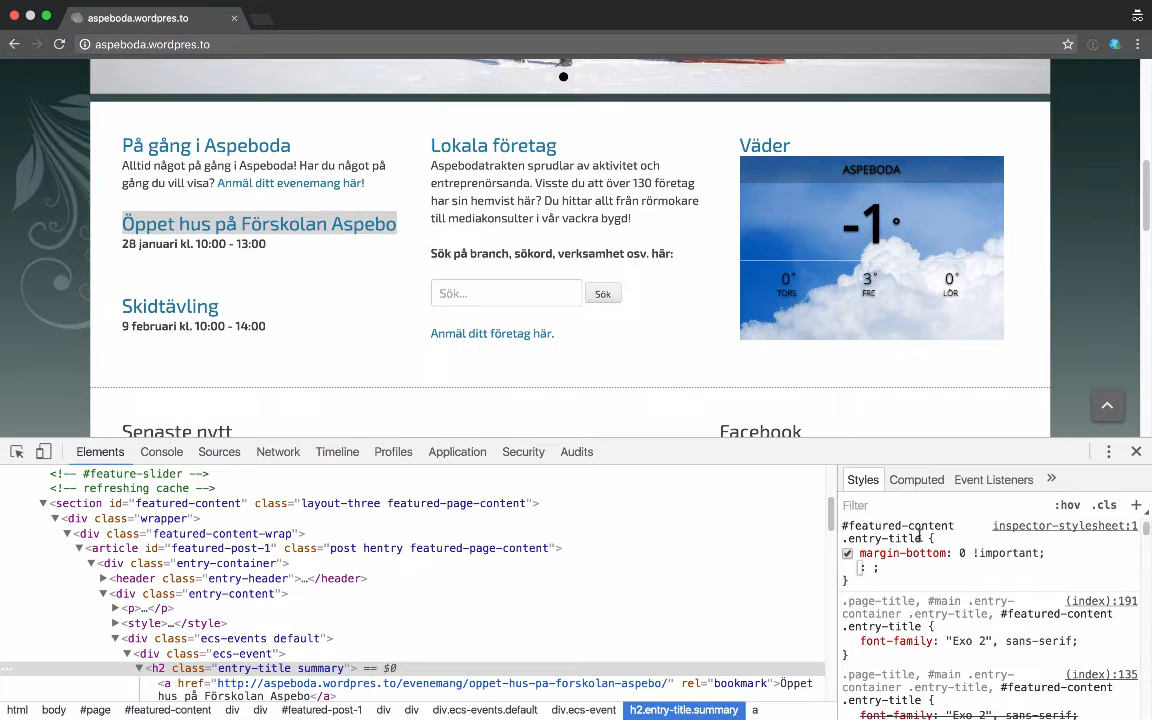 aspeboda.wordpres.to
aspeboda.wordpres.to
På gång i Aspeboda
Alltid något på gång i Aspeboda! Har du något på
gång du vill visa? Anmäl ditt evenemang här!
Öppet hus på Förskolan Aspebo
28 januari kl. 10:00 - 13:00
Skidtävling
9 februari kl. 10:00 - 14:00
Lokala företag
Aspebodatrakten sprudlar av aktivitet och
entreprenörsanda. Visste du att över 130 företag
har sin hemvist här? Du hittar allt från rörmokare
till mediakonsulter i vår vackra bygd!
Sök på branch, sökord, verksamhet osv. här:
Sök... Sök
Anmäl ditt företag här.
Väder
ASPEBODA
-1°
0° 3° 0°
TORS FRE LÖR
Senaste nytt Facebook
Elements Console Sources Network Timeline Profiles Application Security Audits
<!-- #feature-slider -->
<!-- refreshing cache -->
▼<section id="featured-content" class="layout-three featured-page-content">
▼<div class="wrapper">
▼<div class="featured-content-wrap">
▼<article id="featured-post-1" class="post hentry featured-page-content">
▼<div class="entry-container">
▶<header class="entry-header">…</header>
▼<div class="entry-content">
▶<p>…</p>
▶<style>…</style>
▼<div class="ecs-events default">
▼<div class="ecs-event">
… ▼<h2 class="entry-title summary"> == $0
<a href="http://aspeboda.wordpres.to/evenemang/oppet-hus-pa-forskolan-aspebo/" rel="bookmark">Öppet
hus på Förskolan Aspebo</a>
html body #page #featured-content div div #featured-post-1 div div div.ecs-events.default div.ecs-event h2.entry-title.summary a
Styles Computed Event Listeners »
Filter :hov .cls +
#featured-content inspector-stylesheet:1
.entry-title {
margin-bottom: 0 !important;
: ;
}
.page-title, #main .entry- (index):191
container .entry-title, #featured-content
.entry-title {
font-family: "Exo 2", sans-serif;
}
.page-title, #main .entry- (index):135
container .entry-title, #featured-content
.entry-title {
font-family: "Exo 2", sans-serif;